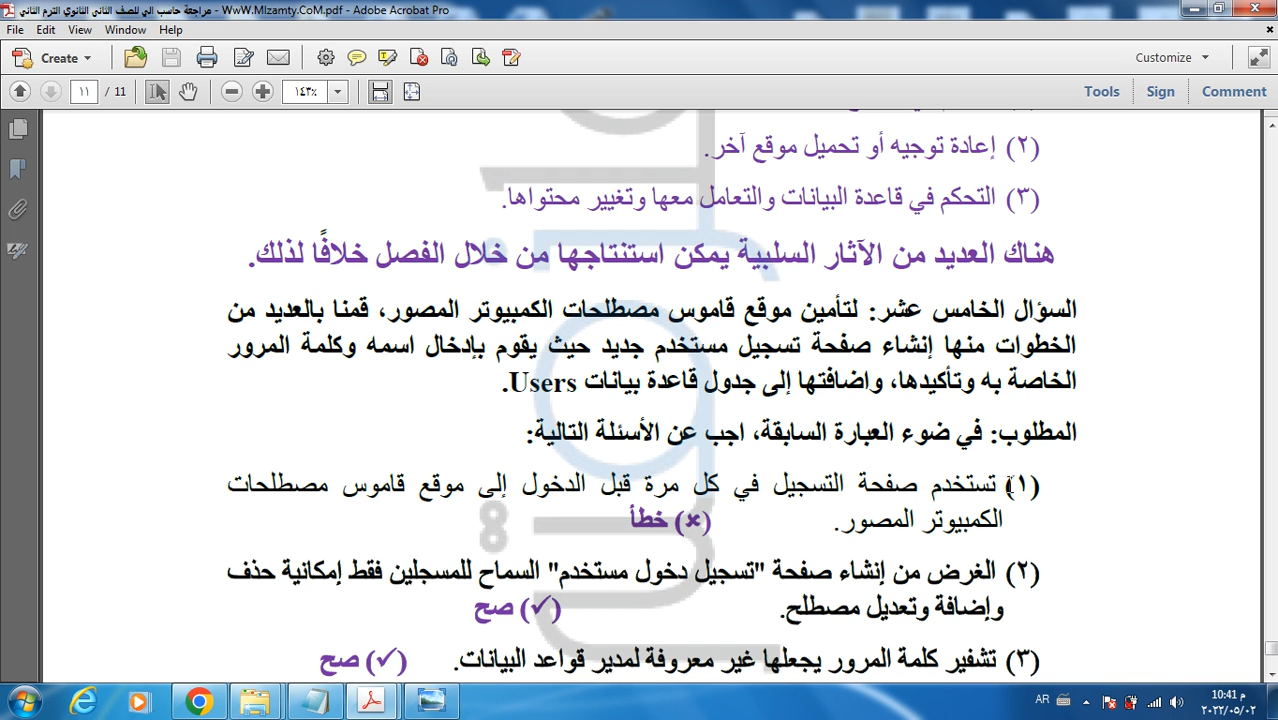 مراجعة حاسب الي للصف الثاني الثانوي الترم الثاني - WwW.MlzamTy.CoM.pdf - Adobe Acrobat Pro
File Edit View Window Help
Create Customize
١١ / 11 ١٤٣٪ Tools Sign Comment
(٢) إعادة توجيه أو تحميل موقع آخر.
(٣) التحكم في قاعدة البيانات والتعامل معها وتغيير محتواها.
هناك العديد من الآثار السلبية يمكن استنتاجها من خلال الفصل خلافًا لذلك.
السؤال الخامس عشر: لتأمين موقع قاموس مصطلحات الكمبيوتر المصور، قمنا بالعديد من
الخطوات منها إنشاء صفحة تسجيل مستخدم جديد حيث يقوم بإدخال اسمه وكلمة المرور
الخاصة به وتأكيدها، واضافتها إلى جدول قاعدة بيانات Users.
المطلوب: في ضوء العبارة السابقة، اجب عن الأسئلة التالية:
(١) تستخدم صفحة التسجيل في كل مرة قبل الدخول إلى موقع قاموس مصطلحات
الكمبيوتر المصور. (×) خطأ
(٢) الغرض من إنشاء صفحة "تسجيل دخول مستخدم" السماح للمسجلين فقط إمكانية حذف
وإضافة وتعديل مصطلح. (✓) صح
(٣) تشفير كلمة المرور يجعلها غير معروفة لمدير قواعد البيانات. (✓) صح
AR 10:41 م
٢٠٢٢/٠٥/٠٢